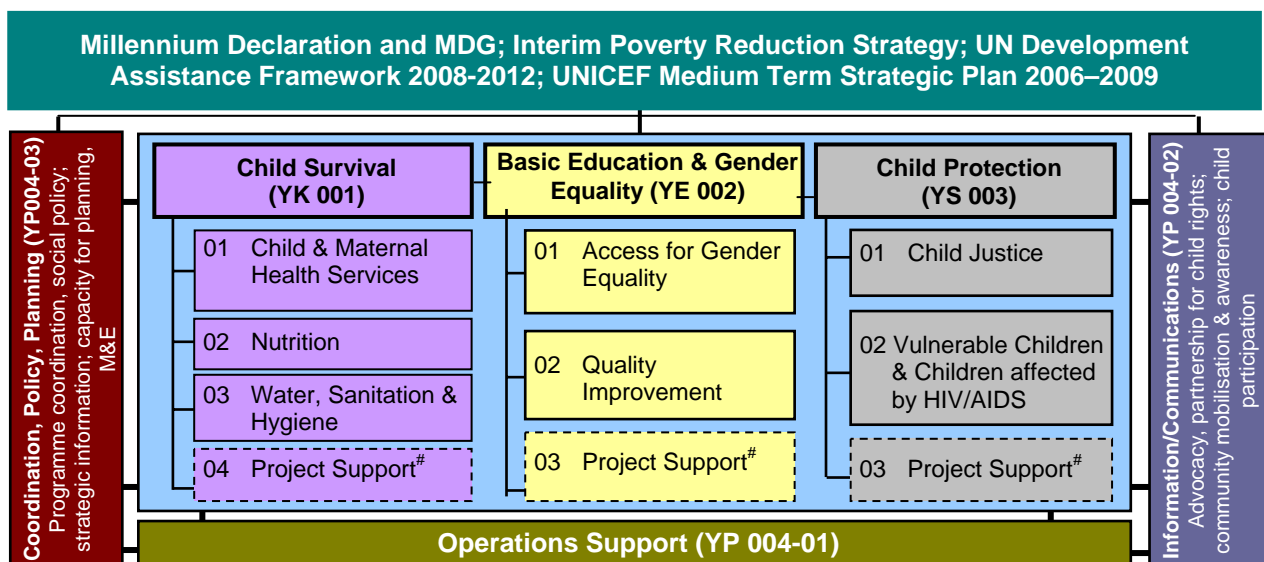 Millennium Declaration and MDG; Interim Poverty Reduction Strategy; UN Development
Assistance Framework 2008-2012; UNICEF Medium Term Strategic Plan 2006–2009
Coordination, Policy, Planning (YP004-03)
Programme coordination, social policy;
strategic information; capacity for planning,
M&E
Child Survival
(YK 001)
01 Child & Maternal
Health Services
02 Nutrition
03 Water, Sanitation &
Hygiene
04 Project Support#
Basic Education & Gender
Equality (YE 002)
01 Access for Gender
Equality
02 Quality
Improvement
03 Project Support#
Child Protection
(YS 003)
01 Child Justice
02 Vulnerable Children
& Children affected
by HIV/AIDS
03 Project Support#
Information/Communications (YP 004-02)
Advocacy, partnership for child rights;
community mobilisation & awareness; child
participation
Operations Support (YP 004-01)